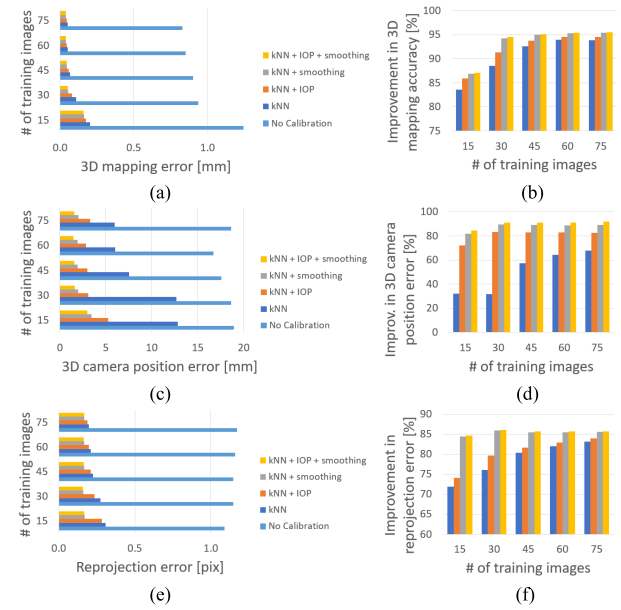 # of training images
75
60
45
30
15
0.0
0.5
1.0
3D mapping error [mm]
kNN + IOP + smoothing
kNN + smoothing
kNN + IOP
kNN
No Calibration
(a)
Improvement in 3D
mapping accuracy [%]
100
95
90
85
80
75
15 30 45 60 75
# of training images
(b)
# of training images
75
60
45
30
15
0 5 10 15 20
3D camera position error [mm]
kNN + IOP + smoothing
kNN + smoothing
kNN + IOP
kNN
No Calibration
(c)
Improv. in 3D camera
position error [%]
100
80
60
40
20
0
15 30 45 60 75
# of training images
(d)
# of training images
75
60
45
30
15
0.0
0.5
1.0
Reprojection error [pix]
kNN + IOP + smoothing
kNN + smoothing
kNN + IOP
kNN
No Calibration
(e)
Improvement in
reprojection error [%]
90
85
80
75
70
65
60
15 30 45 60 75
# of training images
(f)